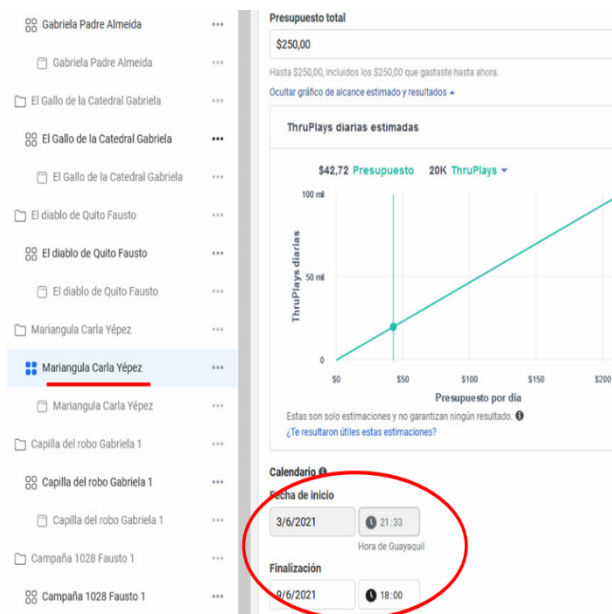 Gabriela Padre Almeida
Gabriela Padre Almeida
El Gallo de la Catedral Gabriela
El Gallo de la Catedral Gabriela
El Gallo de la Catedral Gabriela
El diablo de Quito Fausto
El diablo de Quito Fausto
El diablo de Quito Fausto
Mariangula Carla Yépez
Mariangula Carla Yépez
Mariangula Carla Yépez
Capilla del robo Gabriela 1
Capilla del robo Gabriela 1
Capilla del robo Gabriela 1
Campaña 1028 Fausto 1
Campaña 1028 Fausto 1
Presupuesto total
$250,00
Hasta $250,00, incluidos los $250,00 que gastaste hasta ahora.
Ocultar gráfico de alcance estimado y resultados
ThruPlays diarias estimadas
$42,72 Presupuesto 20K ThruPlays
100 mil
50 mil
0
ThruPlays diarias
$0 $50 $100 $150 $200
Presupuesto por día
Estas son solo estimaciones y no garantizan ningún resultado.
¿Te resultaron útiles estas estimaciones?
Calendario
Fecha de inicio
3/6/2021 21:33
Hora de Guayaquil
Finalización
9/6/2021 18:00